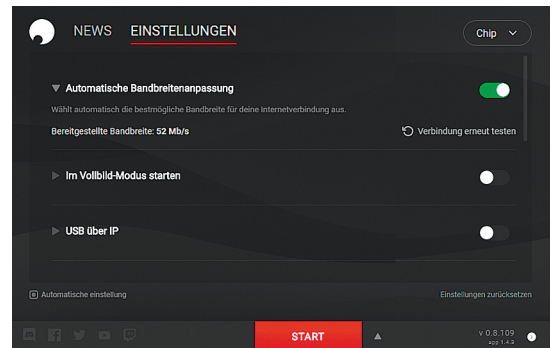 NEWS EINSTELLUNGEN
Chip
Automatische Bandbreitenanpassung
Wählt automatisch die bestmögliche Bandbreite für deine Internetverbindung aus.
Bereitgestellte Bandbreite: 52 Mb/s
Verbindung erneut testen
Im Vollbild-Modus starten
USB über IP
Automatische einstellung
Einstellungen zurücksetzen
START
v 0.8.109
app 1.4.8